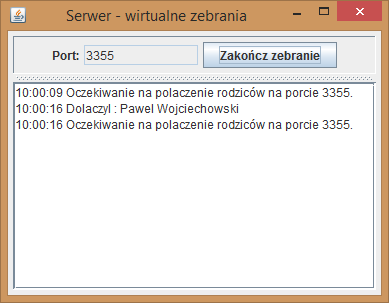 Serwer - wirtualne zebrania
Port: 3355 Zakończ zebranie
10:00:09 Oczekiwanie na polaczenie rodziców na porcie 3355.
10:00:16 Dolaczyl : Pawel Wojciechowski
10:00:16 Oczekiwanie na polaczenie rodziców na porcie 3355.